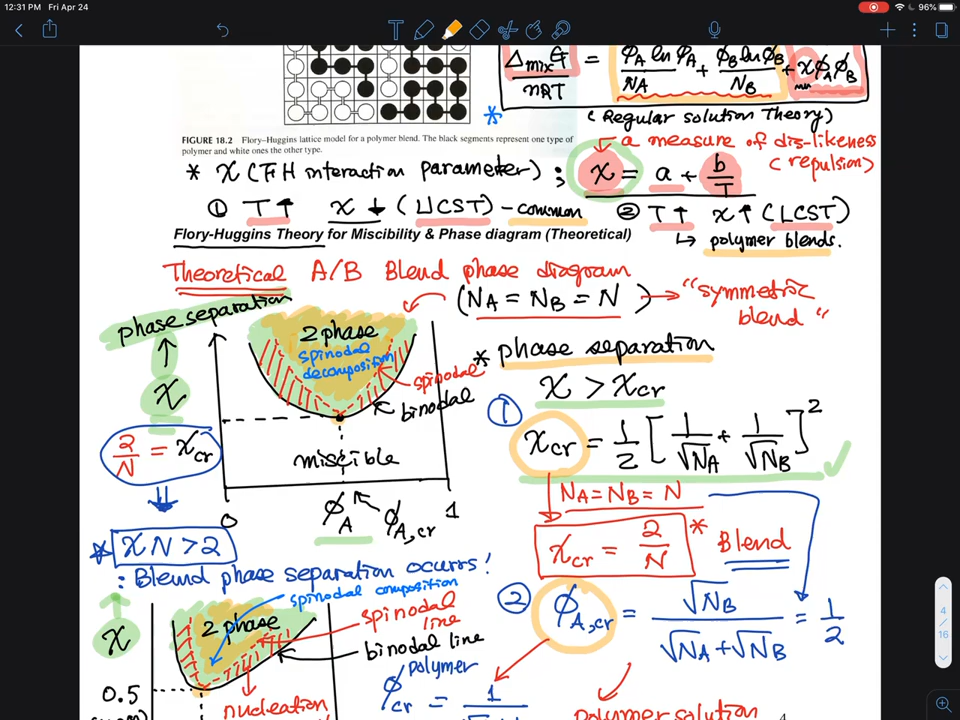 12:31 PM Fri Apr 24
96%
Δmix G / nRT = φA ln φA / NA + φB ln φB / NB + χ φA φB
(Regular solution Theory)
FIGURE 18.2 Flory–Huggins lattice model for a polymer blend. The black segments represent one type of
polymer and white ones the other type.
a measure of dis-likeness
(repulsion)
* χ (FH interaction parameter) ; χ = a + b/T
① T↑ χ ↓ (UCST) - common
② T↑ χ↑ (LCST)
↳ polymer blends.
Flory-Huggins Theory for Miscibility & Phase diagram (Theoretical)
Theoretical A/B Blend phase diagram
(NA = NB = N) → "symmetric
blend"
phase separation
↑
χ
2 phase
spinodal
decomposition
spinodal
binodal
miscible
2/N = χcr
0
φA
φA,cr
1
* χN > 2
: Blend phase separation occurs!
* phase separation
χ > χcr
① χcr = 1/2 [ 1/√NA + 1/√NB ]²
NA = NB = N
χcr = 2/N * Blend
② φA,cr = √NB / (√NA + √NB) = 1/2
χ
2 phase
spinodal composition
spinodal
line
binodal line
0.5
nucleation
φcr polymer = 1
polymer solution
4
4
16